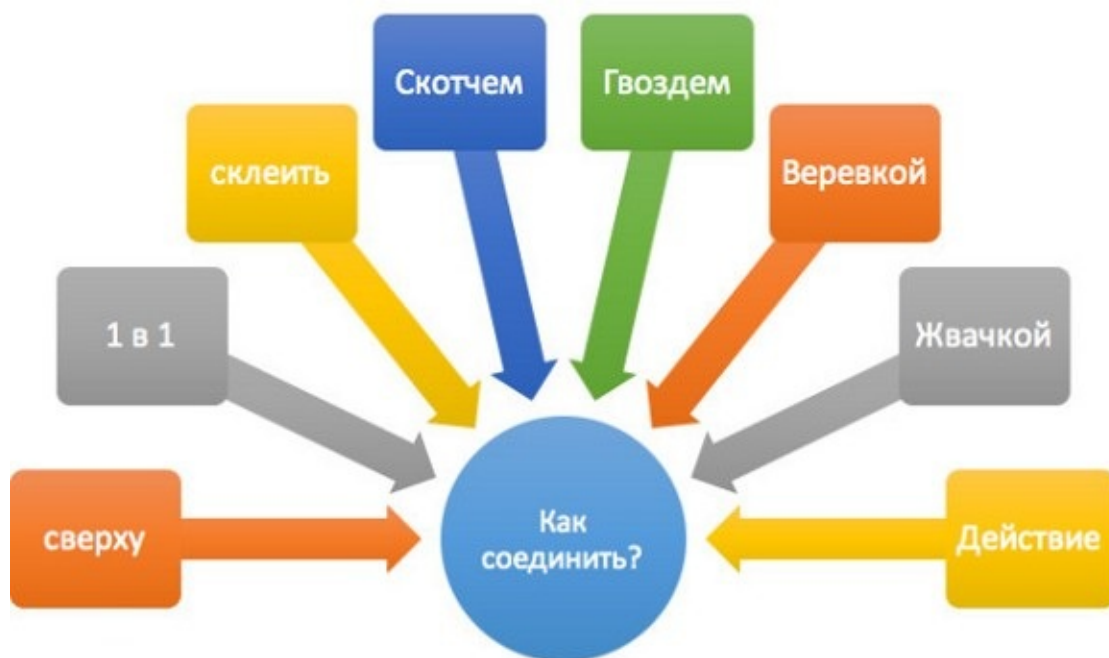 Скотчем
Гвоздем
склеить
Веревкой
1 в 1
Жвачкой
сверху
Как
соединить?
Действие